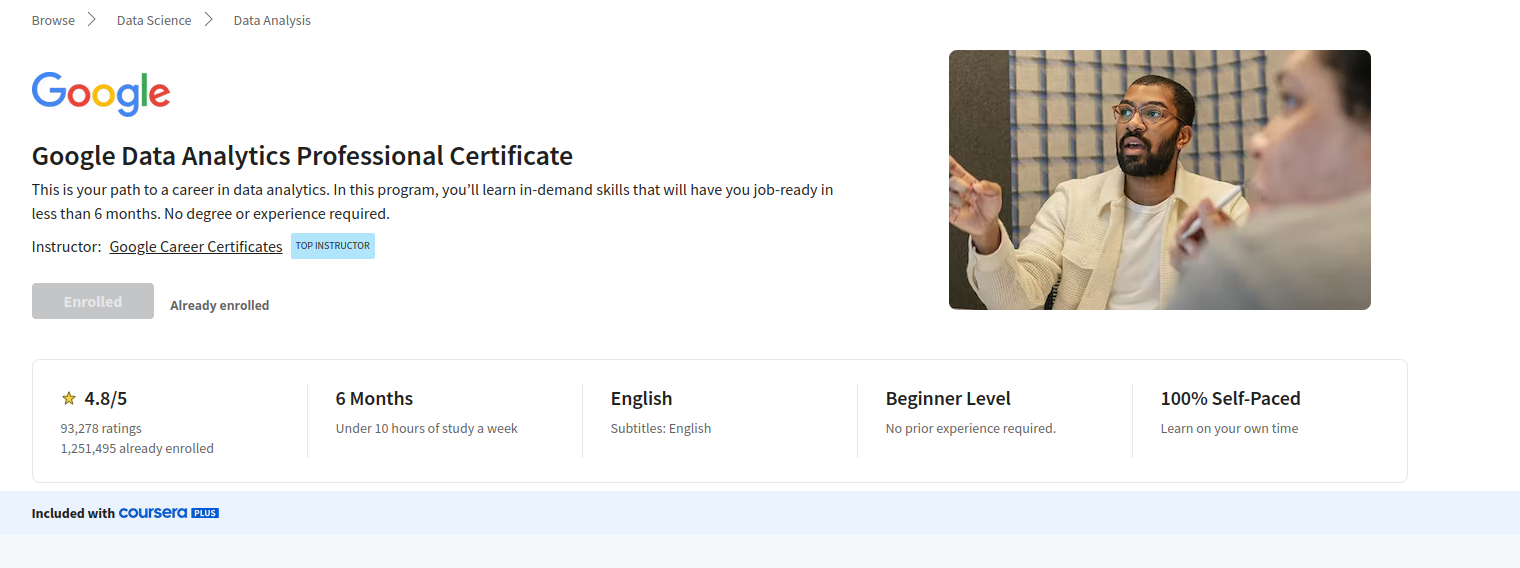 Browse Data Science Data Analysis
Google
Google Data Analytics Professional Certificate
This is your path to a career in data analytics. In this program, you’ll learn in-demand skills that will have you job-ready in
less than 6 months. No degree or experience required.
Instructor: Google Career Certificates TOP INSTRUCTOR
Enrolled Already enrolled
4.8/5
93,278 ratings
1,251,495 already enrolled
6 Months
Under 10 hours of study a week
English
Subtitles: English
Beginner Level
No prior experience required.
100% Self-Paced
Learn on your own time
Included with coursera PLUS